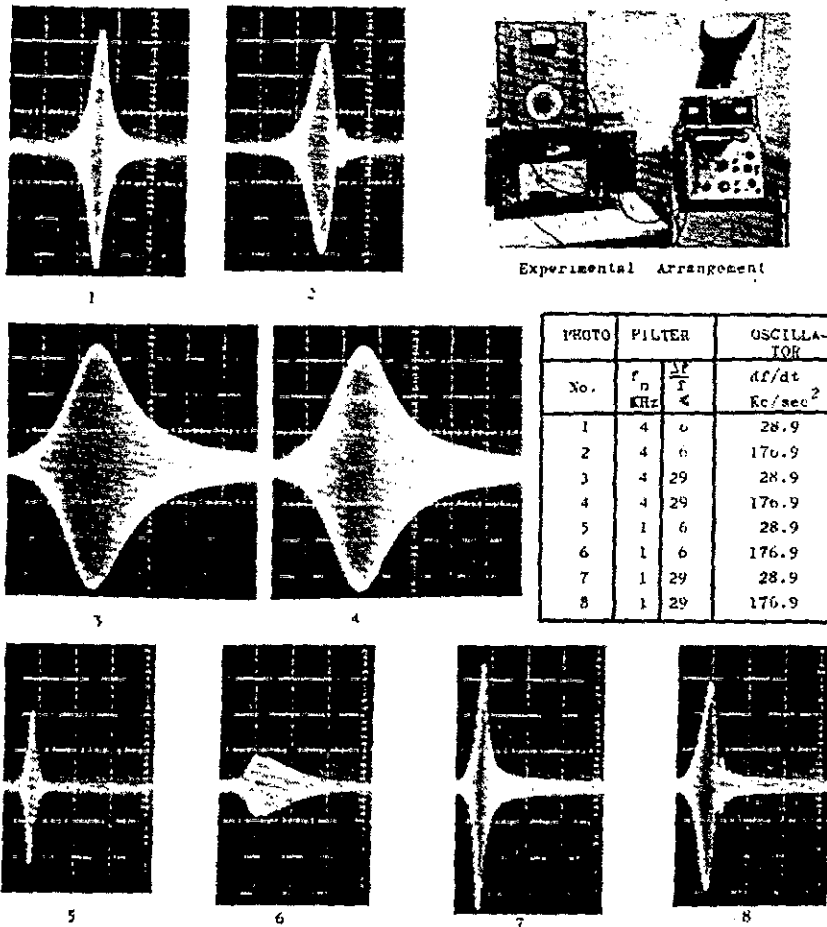 1
2
Experimental Arrangement
3
4
PHOTO FILTER OSCILLA-
TOR
No. KHz df/dt
Kc/sec2
1 4 28.9
2 4 6 176.9
3 4 29 28.9
4 4 29 176.9
5 1 6 28.9
6 1 6 176.9
7 1 29 28.9
8 1 29 176.9
5
6
7
8